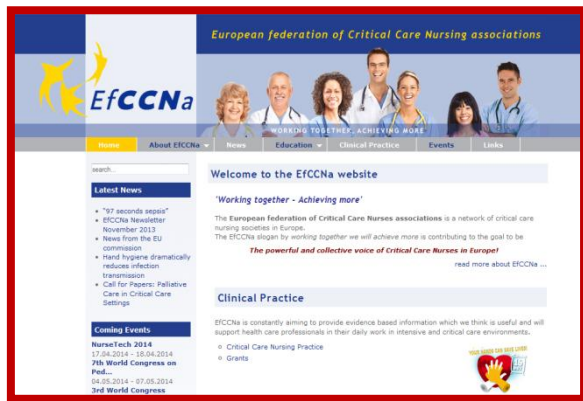 European federation of Critical Care Nursing associations
EfCCNa
WORKING TOGETHER, ACHIEVING MORE
Home About EfCCNa News Education Clinical Practice Events Links
search...
Latest News
"97 seconds sepsis"
EfCCNa Newsletter
November 2013
News from the EU
commission
Hand hygiene dramatically
reduces infection
transmission
Call for Papers: Palliative
Care in Critical Care
Settings
Coming Events
NurseTech 2014
17.04.2014 - 18.04.2014
7th World Congress on
Ped...
04.05.2014 - 07.05.2014
3rd World Congress
Welcome to the EfCCNa website
'Working together - Achieving more'
The European federation of Critical Care Nurses associations is a network of critical care
nursing societies in Europe.
The EfCCNa slogan by working together we will achieve more is contributing to the goal to be
The powerful and collective voice of Critical Care Nurses in Europe!
read more about EfCCNa ...
Clinical Practice
EfCCNa is constantly aiming to provide evidence based information which we think is useful and will
support health care professionals in their daily work in intensive and critical care environments.
Critical Care Nursing Practice
Grants